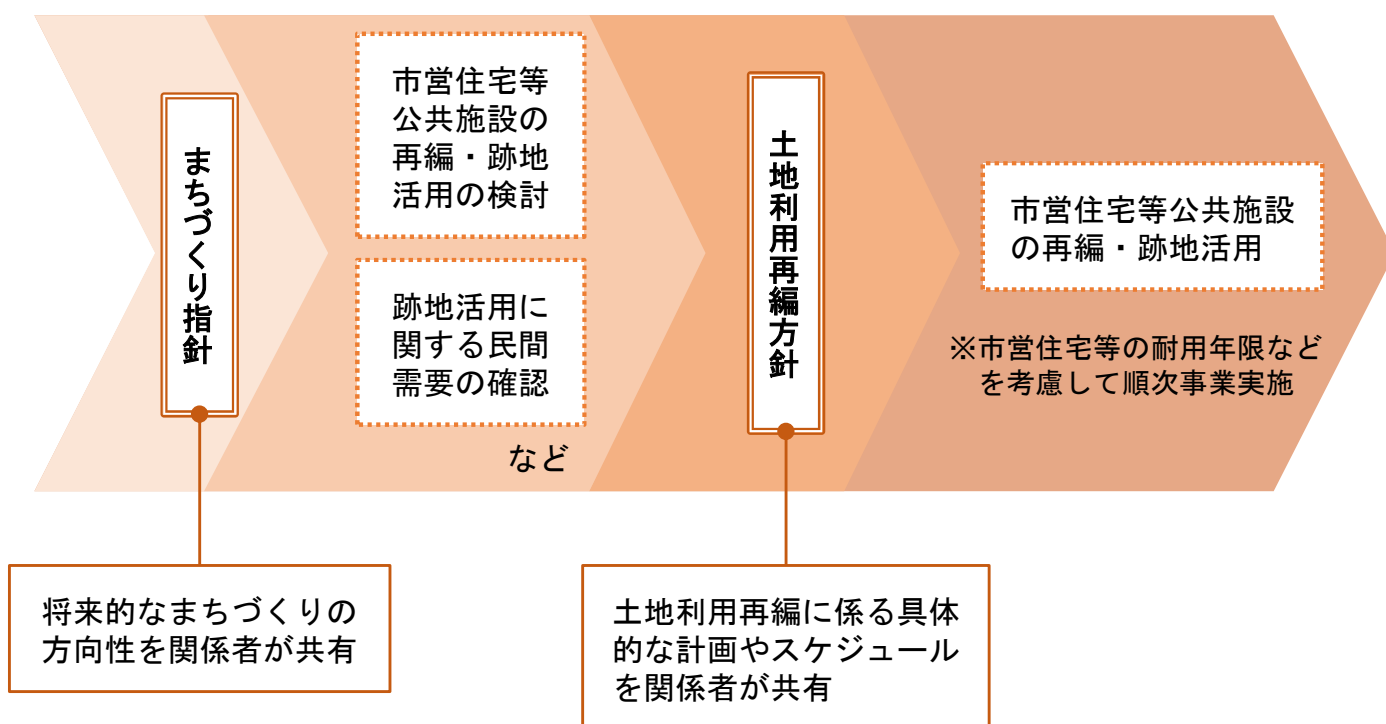 まちづくり指針
市営住宅等
公共施設の
再編・跡地
活用の検討
跡地活用に
関する民間
需要の確認
など
土地利用再編方針
市営住宅等公共施設
の再編・跡地活用
※市営住宅等の耐用年限など
を考慮して順次事業実施
将来的なまちづくりの
方向性を関係者が共有
土地利用再編に係る具体
的な計画やスケジュール
を関係者が共有